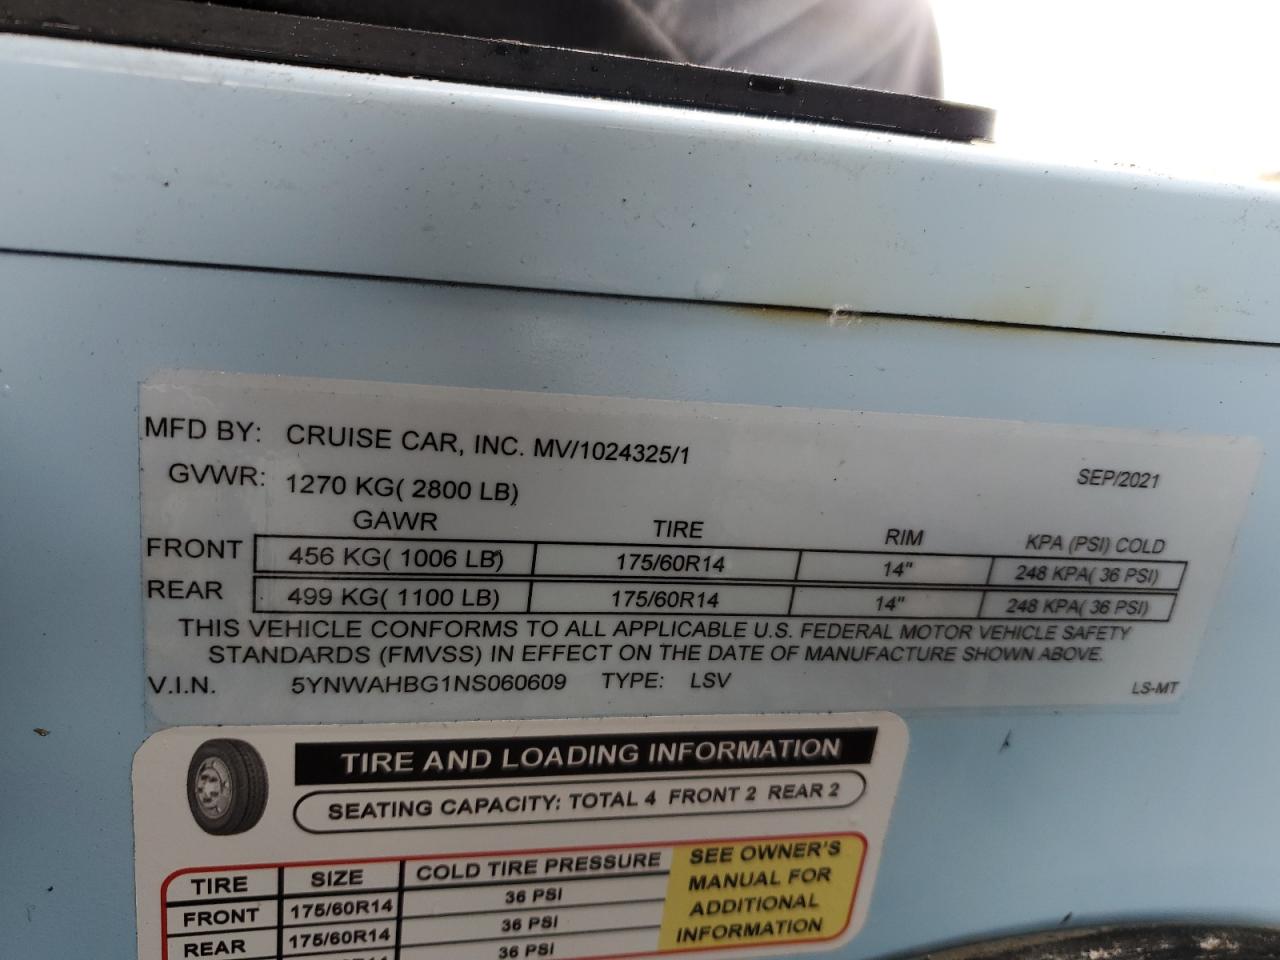 MFD BY: CRUISE CAR, INC. MV/1024325/1
SEP/2021
GVWR: 1270 KG( 2800 LB)
GAWR TIRE RIM KPA (PSI) COLD
FRONT 456 KG( 1006 LB) 175/60R14 14" 248 KPA( 36 PSI)
REAR 499 KG( 1100 LB) 175/60R14 14" 248 KPA( 36 PSI)
THIS VEHICLE CONFORMS TO ALL APPLICABLE U.S. FEDERAL MOTOR VEHICLE SAFETY
STANDARDS (FMVSS) IN EFFECT ON THE DATE OF MANUFACTURE SHOWN ABOVE.
V.I.N. 5YNWAHBG1NS060609 TYPE: LSV LS-MT
TIRE AND LOADING INFORMATION
SEATING CAPACITY: TOTAL 4 FRONT 2 REAR 2
TIRE SIZE COLD TIRE PRESSURE
FRONT 175/60R14 36 PSI
REAR 175/60R14 36 PSI
36 PSI
SEE OWNER'S
MANUAL FOR
ADDITIONAL
INFORMATION